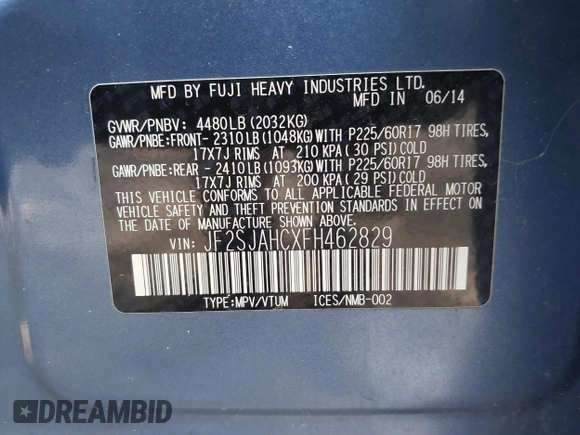 MFD BY FUJI HEAVY INDUSTRIES LTD.
MFD IN 06/14
GVWR/PNBV: 4480LB(2032KG)
GAWR/PNBE:FRONT- 2310LB(1048KG)WITH P225/60R17 98H TIRES,
17X7J RIMS AT 210 KPA( 30 PSI)COLD
GAWR/PNBE:REAR - 2410LB(1093KG)WITH P225/60R17 98H TIRES,
17X7J RIMS AT 200 KPA( 29 PSI)COLD
THIS VEHICLE CONFORMS TO ALL APPLICABLE FEDERAL MOTOR
VEHICLE SAFETY AND THEFT PREVENTION STANDARDS IN EFFECT ON
THE DATE OF MANUFACTURE SHOWN ABOVE.
VIN: JF2SJAHCXFH462829
TYPE:MPV/VTUM ICES/NMB-002
DREAMBID